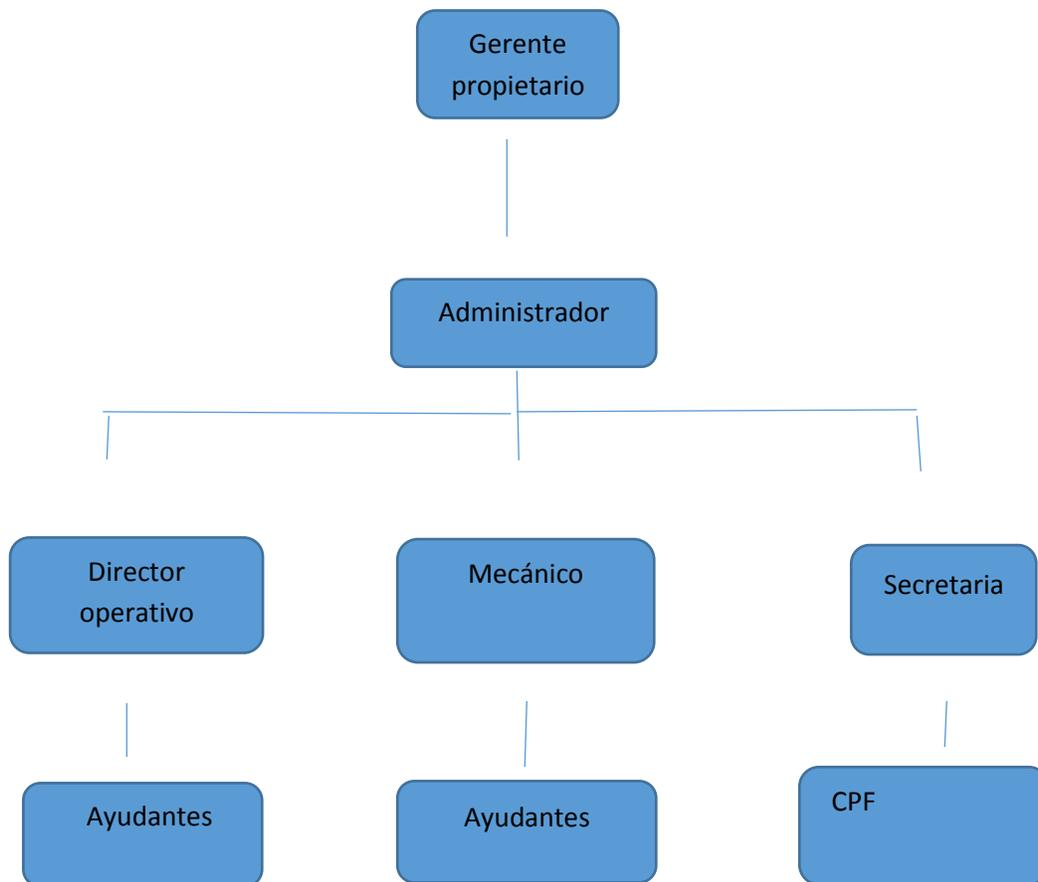 Gerente
propietario
Administrador
Director
operativo
Mecánico
Secretaria
Ayudantes
Ayudantes
CPF